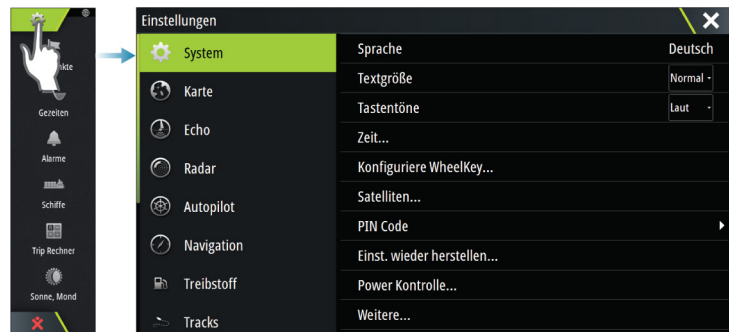 Gezeiten
Alarme
Schiffe
Trip Rechner
Sonne, Mond
Einstellungen
System
Karte
Echo
Radar
Autopilot
Navigation
Treibstoff
Tracks
Sprache Deutsch
Textgröße Normal
Tastentöne Laut
Zeit...
Konfiguriere WheelKey...
Satelliten...
PIN Code
Einst. wieder herstellen...
Power Kontrolle...
Weitere...